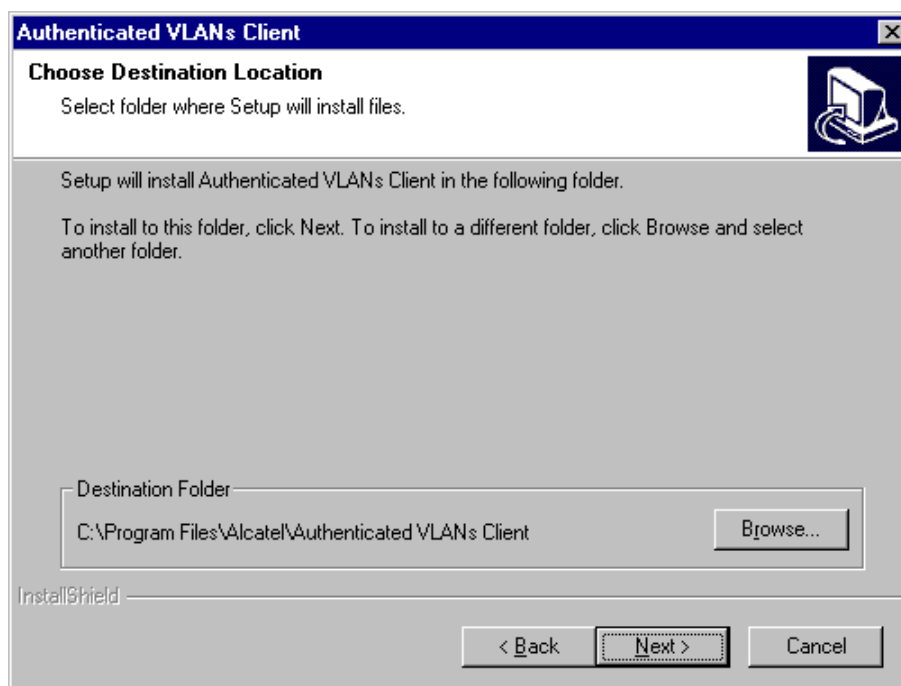 Authenticated VLANs Client
Choose Destination Location
Select folder where Setup will install files.
Setup will install Authenticated VLANs Client in the following folder.
To install to this folder, click Next. To install to a different folder, click Browse and select
another folder.
Destination Folder
C:\Program Files\Alcatel\Authenticated VLANs Client
Browse...
InstallShield
< Back
Next >
Cancel